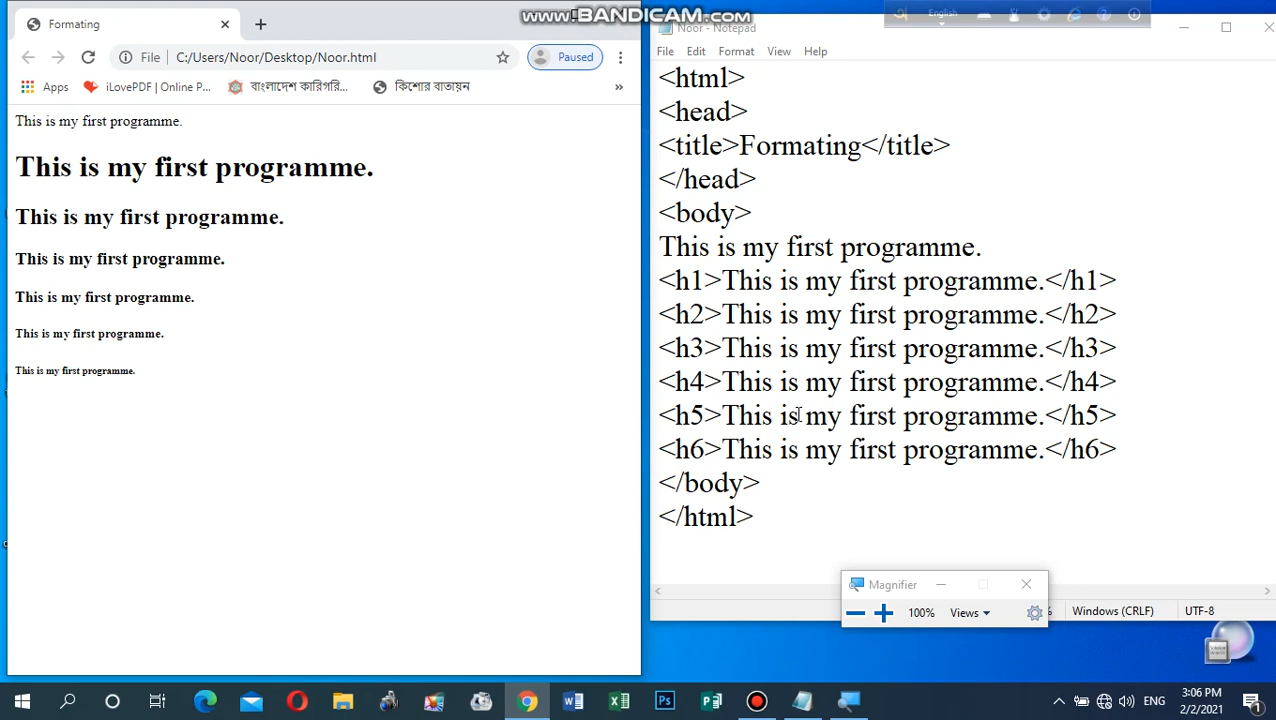 www.BANDICAM.com
Formating
English
Noor - Notepad
File C:/Users/Noor/Desktop/Noor.html Paused
File Edit Format View Help
Apps iLovePDF | Online P... বাংলাদেশ কারিগরি... কিশোর বাতায়ন »
This is my first programme.
This is my first programme.
This is my first programme.
This is my first programme.
This is my first programme.
This is my first programme.
This is my first programme.
<html>
<head>
<title>Formating</title>
</head>
<body>
This is my first programme.
<h1>This is my first programme.</h1>
<h2>This is my first programme.</h2>
<h3>This is my first programme.</h3>
<h4>This is my first programme.</h4>
<h5>This is my first programme.</h5>
<h6>This is my first programme.</h6>
</body>
</html>
Magnifier
100% Views
% Windows (CRLF) UTF-8
ENG
3:06 PM
2/2/2021
1